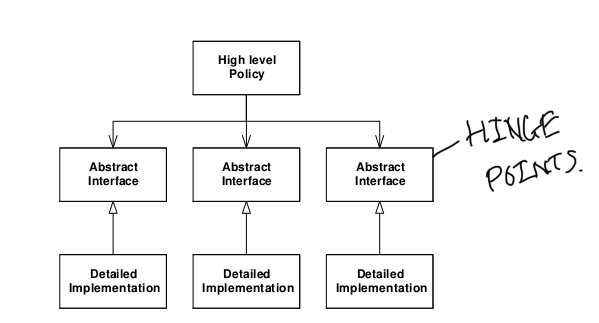 High level
Policy
HINGE
POINTS.
Abstract
Interface
Abstract
Interface
Abstract
Interface
Detailed
Implementation
Detailed
Implementation
Detailed
Implementation